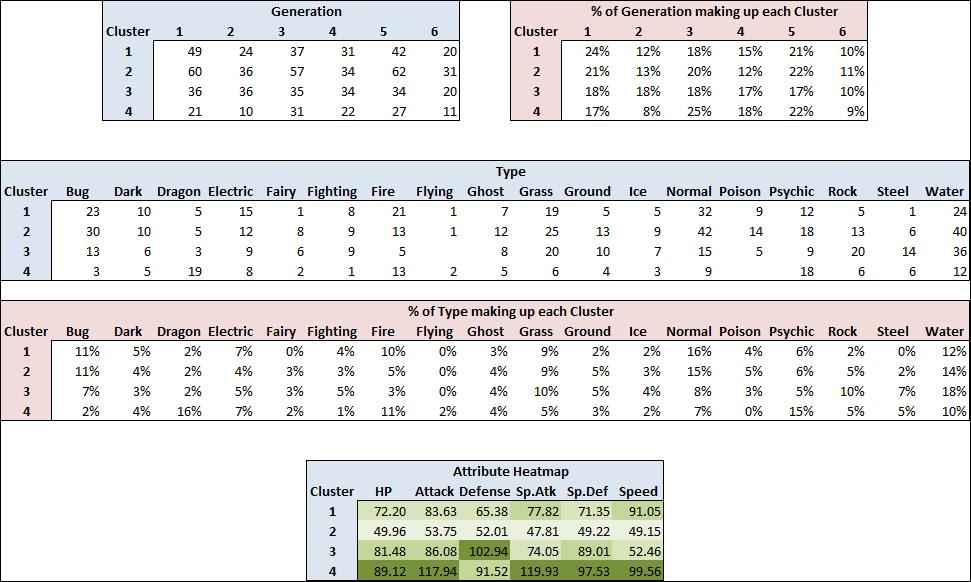 Generation % of Generation making up each Cluster
Cluster 1 2 3 4 5 6 Cluster 1 2 3 4 5 6
1 49 24 37 31 42 20 1 24% 12% 18% 15% 21% 10%
2 60 36 57 34 62 31 2 21% 13% 20% 12% 22% 11%
3 36 36 35 34 34 20 3 18% 18% 18% 17% 17% 10%
4 21 10 31 22 27 11 4 17% 8% 25% 18% 22% 9%
Type
Cluster Bug Dark Dragon Electric Fairy Fighting Fire Flying Ghost Grass Ground Ice Normal Poison Psychic Rock Steel Water
1 23 10 5 15 1 8 21 1 7 19 5 5 32 9 12 5 1 24
2 30 10 5 12 8 9 13 1 12 25 13 9 42 14 18 13 6 40
3 13 6 3 9 6 9 5 8 20 10 7 15 5 9 20 14 36
4 3 5 19 8 2 1 13 2 5 6 4 3 9 18 6 6 12
% of Type making up each Cluster
Cluster Bug Dark Dragon Electric Fairy Fighting Fire Flying Ghost Grass Ground Ice Normal Poison Psychic Rock Steel Water
1 11% 5% 2% 7% 0% 4% 10% 0% 3% 9% 2% 2% 16% 4% 6% 2% 0% 12%
2 11% 4% 2% 4% 3% 3% 5% 0% 4% 9% 5% 3% 15% 5% 6% 5% 2% 14%
3 7% 3% 2% 5% 3% 5% 3% 0% 4% 10% 5% 4% 8% 3% 5% 10% 7% 18%
4 2% 4% 16% 7% 2% 1% 11% 2% 4% 5% 3% 2% 7% 0% 15% 5% 5% 10%
Attribute Heatmap
Cluster HP Attack Defense Sp.Atk Sp.Def Speed
1 72.20 83.63 65.38 77.82 71.35 91.05
2 49.96 53.75 52.01 47.81 49.22 49.15
3 81.48 86.08 102.94 74.05 89.01 52.46
4 89.12 117.94 91.52 119.93 97.53 99.56